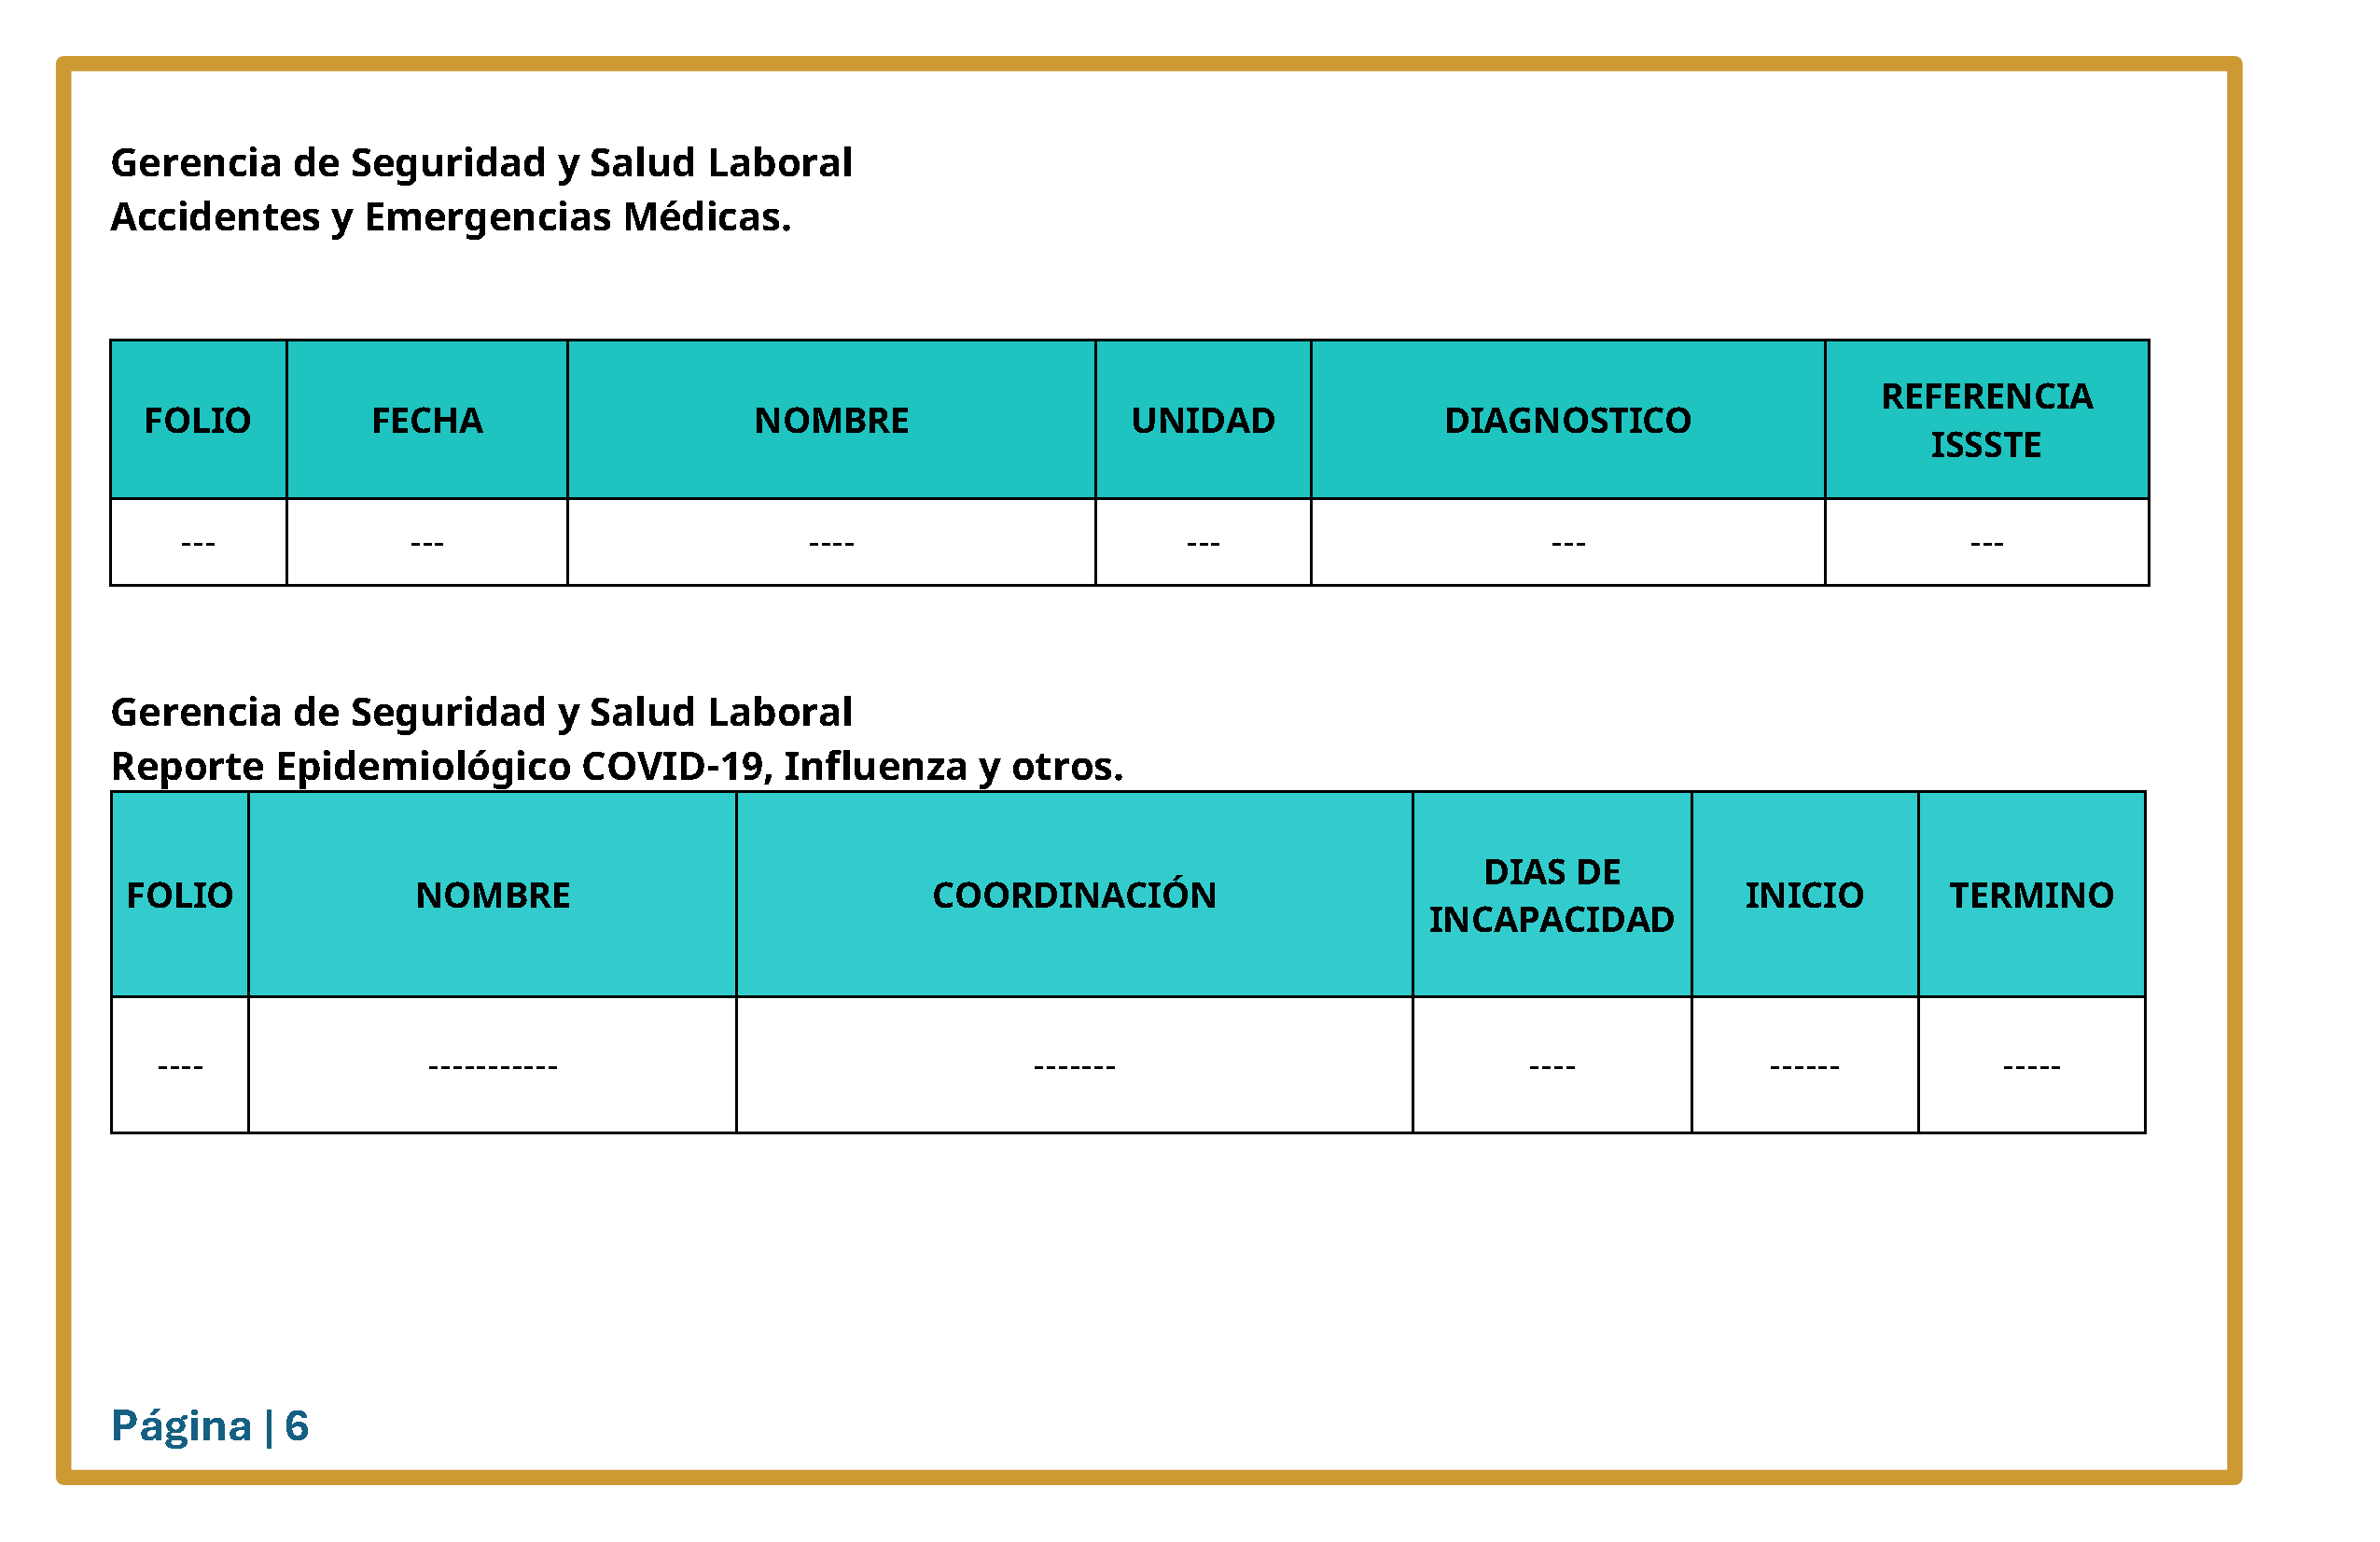 Gerencia de Seguridad y Salud Laboral
Accidentes y Emergencias Médicas.
FOLIO FECHA NOMBRE UNIDAD DIAGNOSTICO REFERENCIA ISSSTE
--- --- ---- --- --- ---
Gerencia de Seguridad y Salud Laboral
Reporte Epidemiológico COVID-19, Influenza y otros.
FOLIO NOMBRE COORDINACIÓN DIAS DE INCAPACIDAD INICIO TERMINO
---- ----------- ------- ---- ------ -----
Página | 6